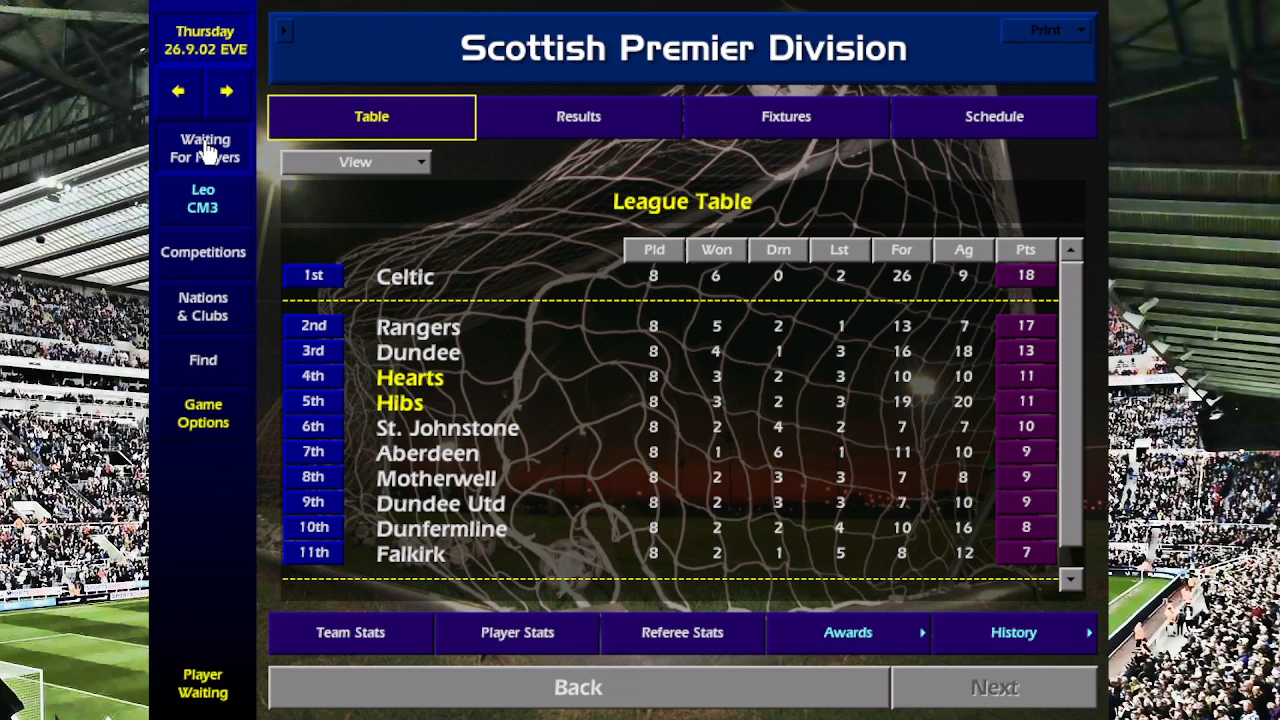 Thursday
26.9.02 EVE
Waiting
For Players
Leo
CM3
Competitions
Nations
& Clubs
Find
Game
Options
Player
Waiting
Scottish Premier Division
Print
Table Results Fixtures Schedule
View
League Table
Pld Won Drn Lst For Ag Pts
1st Celtic 8 6 0 2 26 9 18
2nd Rangers 8 5 2 1 13 7 17
3rd Dundee 8 4 1 3 16 18 13
4th Hearts 8 3 2 3 10 10 11
5th Hibs 8 3 2 3 19 20 11
6th St. Johnstone 8 2 4 2 7 7 10
7th Aberdeen 8 1 6 1 11 10 9
8th Motherwell 8 2 3 3 7 8 9
9th Dundee Utd 8 2 3 3 7 10 9
10th Dunfermline 8 2 2 4 10 16 8
11th Falkirk 8 2 1 5 8 12 7
Team Stats Player Stats Referee Stats Awards History
Back Next